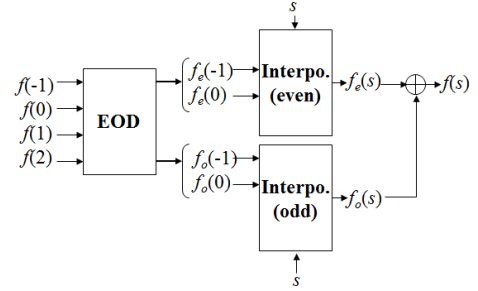 s
f(-1)
f(0)
f(1)
f(2)
EOD
fₑ(-1)
fₑ(0)
Interpo.
(even)
fₑ(s)
f(s)
fₒ(-1)
fₒ(0)
Interpo.
(odd)
fₒ(s)
s